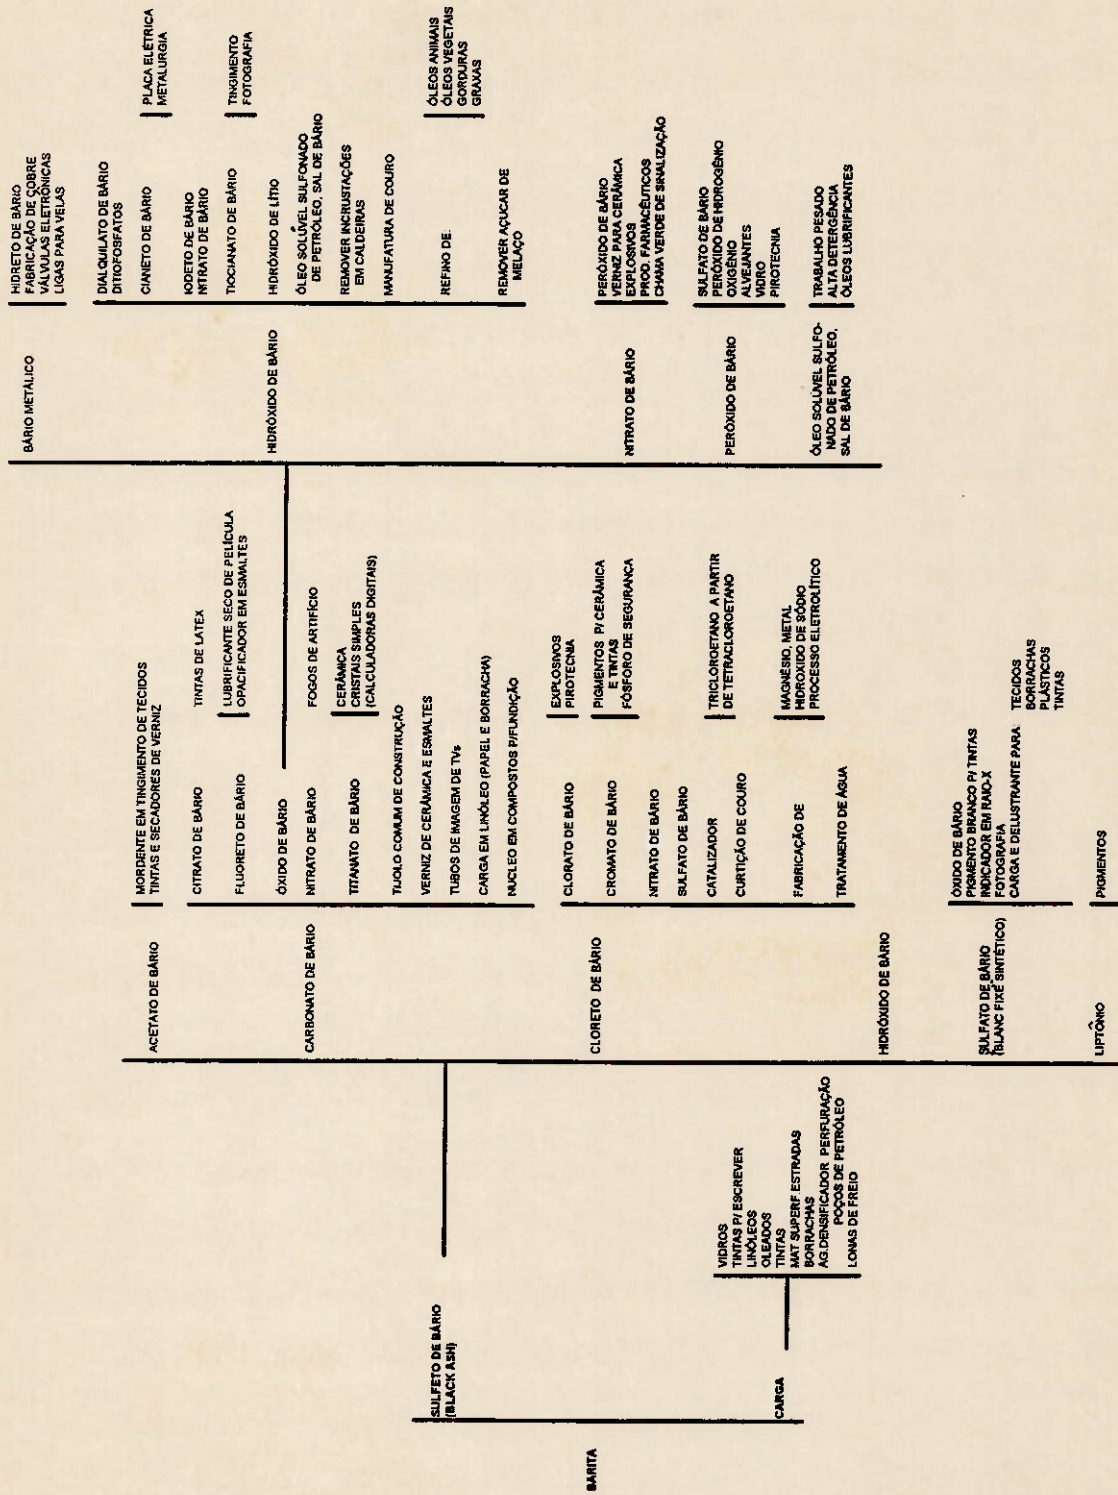 BARITA
SULFETO DE BÁRIO
(BLACK ASH)
CARGA
VIDROS
TINTAS P/ ESCREVER
LINÓLEOS
OLEADOS
TINTAS
MAT SUPERF.ESTRADAS
BORRACHAS
AG.DENSIFICADOR PERFURAÇÃO
POÇOS DE PETRÓLEO
LONAS DE FREIO
ACETATO DE BÁRIO
MORDENTE EM TINGIMENTO DE TECIDOS
TINTAS E SECADORES DE VERNIZ
CARBONATO DE BÁRIO
CITRATO DE BÁRIO
TINTAS DE LATEX
FLUORETO DE BÁRIO
LUBRIFICANTE SECO DE PELÍCULA
OPACIFICADOR EM ESMALTES
ÓXIDO DE BÁRIO
NITRATO DE BÁRIO
FOGOS DE ARTIFÍCIO
TITANATO DE BÁRIO
CERÂMICA
CRISTAIS SIMPLES
(CALCULADORAS DIGITAIS)
TIJOLO COMUM DE CONSTRUÇÃO
VERNIZ DE CERÂMICA E ESMALTES
TUBOS DE IMAGEM DE TVs
CARGA EM LINÓLEO (PAPEL E BORRACHA)
NUCLEO EM COMPOSTOS P/FUNDIÇÃO
CLORETO DE BÁRIO
CLORATO DE BÁRIO
EXPLOSIVOS
PIROTECNIA
CROMATO DE BÁRIO
PIGMENTOS P/ CERÂMICA
E TINTAS
FÓSFORO DE SEGURANÇA
NITRATO DE BÁRIO
SULFATO DE BÁRIO
CATALIZADOR
TRICLOROETANO A PARTIR
DE TETRACLOROETANO
CURTIÇÃO DE COURO
FABRICAÇÃO DE
MAGNÉSIO, METAL
HIDROXIDO DE SÓDIO
PROCESSO ELETROLÍTICO
TRATAMENTO DE ÁGUA
HIDRÓXIDO DE BÁRIO
SULFATO DE BÁRIO
(BLANC FIXE SINTÉTICO)
ÓXIDO DE BÁRIO
PIGMENTO BRANCO P/ TINTAS
INDICADOR EM RAIO-X
FOTOGRAFIA
CARGA E DELUSTRANTE PARA:
TECIDOS
BORRACHAS
PLÁSTICOS
TINTAS
LIPTÔNIO
PIGMENTOS
BÁRIO METÁLICO
HIDRETO DE BÁRIO
FABRICAÇÃO DE COBRE
VÁLVULAS ELETRÔNICAS
LIGAS PARA VELAS
HIDRÓXIDO DE BÁRIO
DIALQUILATO DE BÁRIO
DITIOFOSFATOS
CIANETO DE BÁRIO
PLACA ELÉTRICA
METALURGIA
IODETO DE BÁRIO
NITRATO DE BÁRIO
TIOCIANATO DE BÁRIO
TINGIMENTO
FOTOGRAFIA
HIDRÓXIDO DE LÍTIO
ÓLEO SOLÚVEL SULFONADO
DE PETRÓLEO, SAL DE BÁRIO
REMOVER INCRUSTAÇÕES
EM CALDEIRAS
MANUFATURA DE COURO
REFINO DE:
ÓLEOS ANIMAIS
ÓLEOS VEGETAIS
GORDURAS
GRAXAS
REMOVER AÇUCAR DE
MELAÇO
NITRATO DE BÁRIO
PERÓXIDO DE BÁRIO
VERNIZ PARA CERÂMICA
EXPLOSIVOS
PROD. FARMACÊUTICOS
CHAMA VERDE DE SINALIZAÇÃO
PERÓXIDO DE BÁRIO
SULFATO DE BÁRIO
PERÓXIDO DE HIDROGÊNIO
OXIGÊNIO
ALVEJANTES
VIDRO
PIROTECNIA
ÓLEO SOLÚVEL SULFO-
NADO DE PETRÓLEO,
SAL DE BÁRIO
TRABALHO PESADO
ALTA DETERGÊNCIA
ÓLEOS LUBRIFICANTES